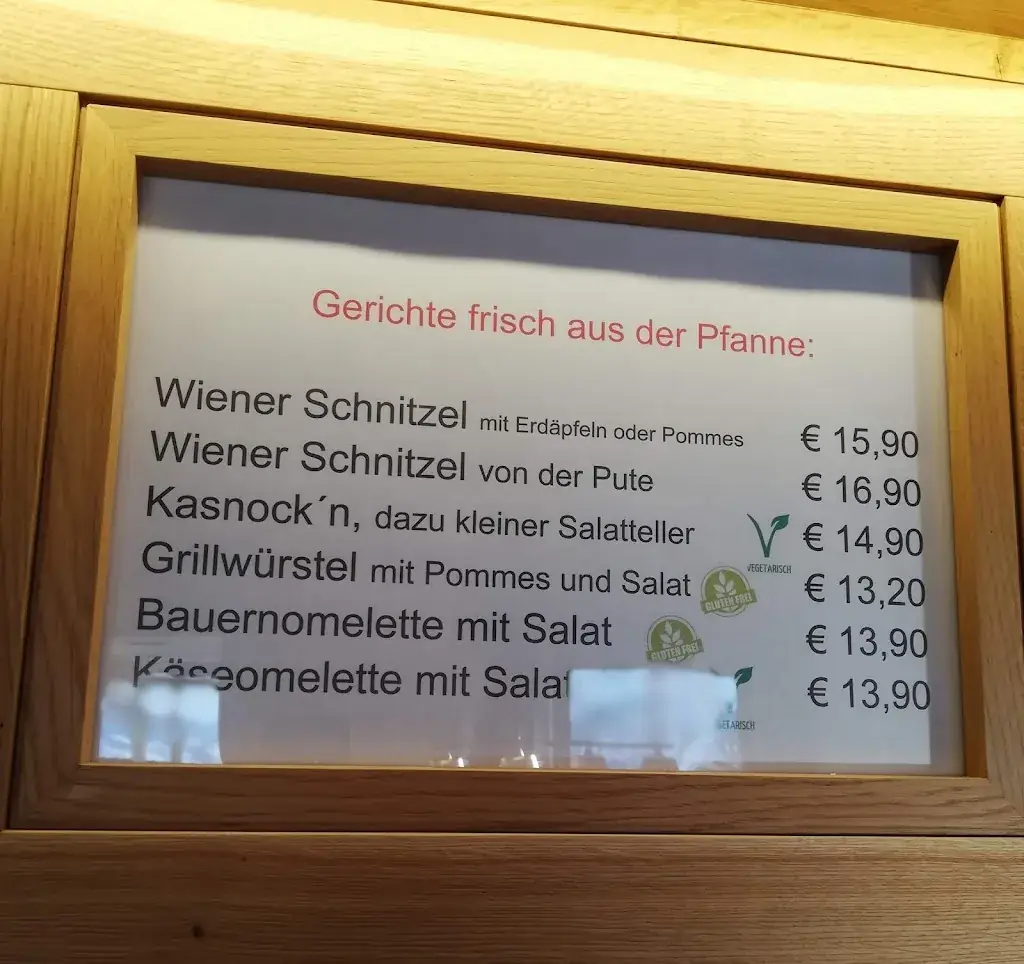 Gerichte frisch aus der Pfanne:
Wiener Schnitzel mit Erdäpfeln oder Pommes € 15,90
Wiener Schnitzel von der Pute € 16,90
Kasnock´n, dazu kleiner Salatteller € 14,90
VEGETARISCH
Grillwürstel mit Pommes und Salat GLUTEN FREI € 13,20
Bauernomelette mit Salat GLUTEN FREI € 13,90
Käseomelette mit Salat € 13,90
VEGETARISCH